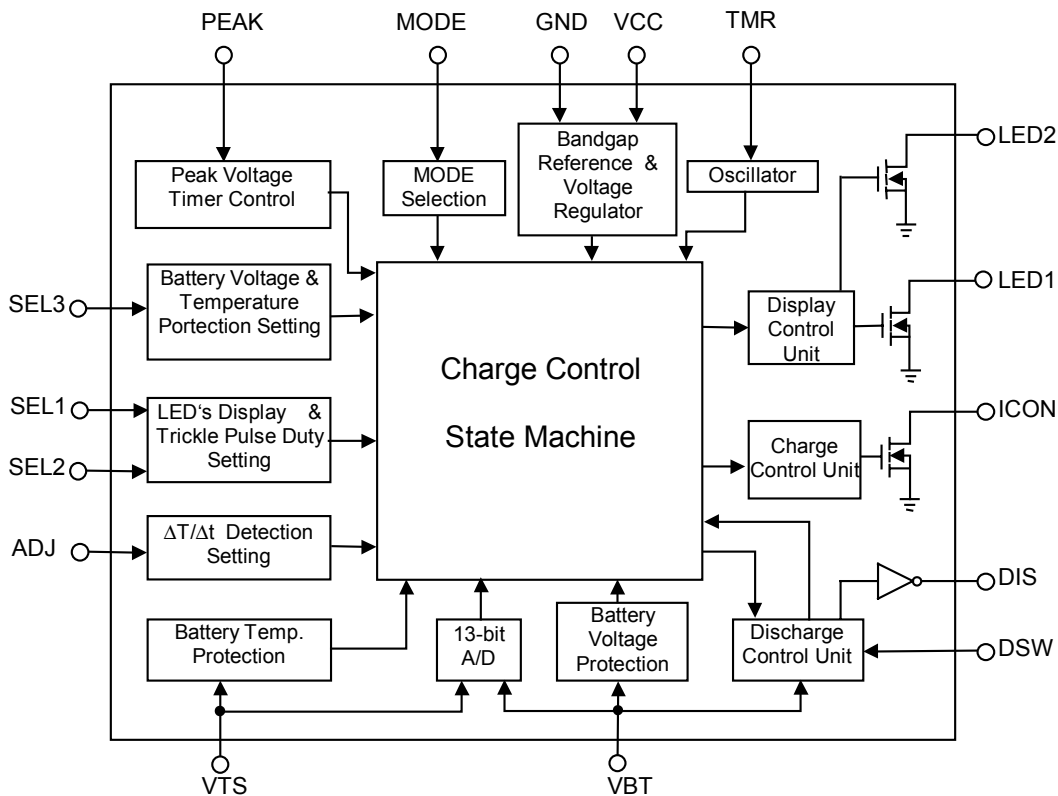 PEAK
MODE
GND
VCC
TMR
LED2
Peak Voltage
Timer Control
MODE
Selection
Bandgap
Reference &
Voltage
Regulator
Oscillator
SEL3
Battery Voltage &
Temperature
Portection Setting
LED1
Display
Control
Unit
Charge Control
State Machine
SEL1
SEL2
LED‘s Display &
Trickle Pulse Duty
Setting
ICON
Charge
Control Unit
ADJ
ΔT/Δt Detection
Setting
DIS
Battery Temp.
Protection
13-bit
A/D
Battery
Voltage
Protection
Discharge
Control Unit
DSW
VTS
VBT